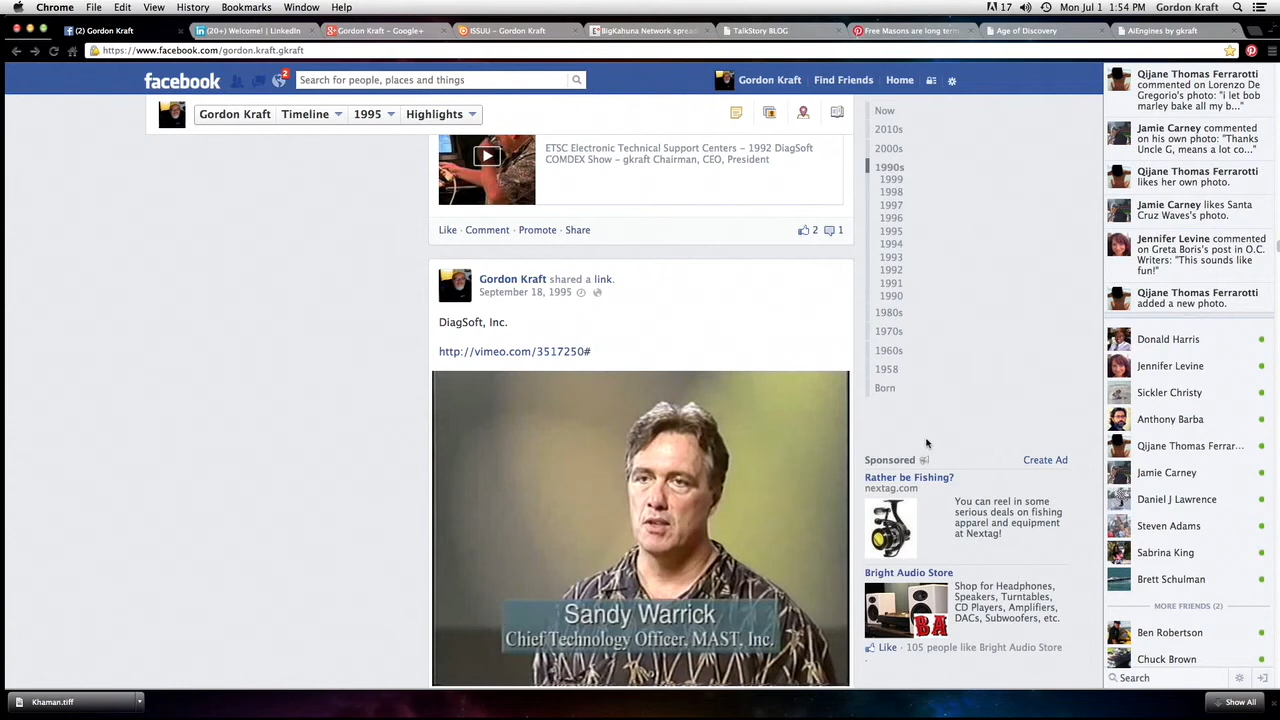 Chrome File Edit View History Bookmarks Window Help
17 Mon Jul 1 1:54 PM Gordon Kraft
(2) Gordon Kraft
(20+) Welcome! | LinkedIn
Gordon Kraft - Google+
ISSUU - Gordon Kraft
BigKahuna Network spread
TalkStory BLOG
Free Masons are long term
Age of Discovery
AiEngines by gkraft
https://www.facebook.com/gordon.kraft.gkraft
facebook
2
Search for people, places and things
Gordon Kraft Find Friends Home
Gordon Kraft Timeline 1995 Highlights
ETSC Electronic Technical Support Centers – 1992 DiagSoft
COMDEX Show – gkraft Chairman, CEO, President
Like · Comment · Promote · Share
2 1
Gordon Kraft shared a link.
September 18, 1995
DiagSoft, Inc.
http://vimeo.com/3517250#
Sandy Warrick
Chief Technology Officer, MAST, Inc.
Now
2010s
2000s
1990s
1999
1998
1997
1996
1995
1994
1993
1992
1991
1990
1980s
1970s
1960s
1958
Born
Sponsored Create Ad
Rather be Fishing?
nextag.com
You can reel in some
serious deals on fishing
apparel and equipment
at Nextag!
Bright Audio Store
Shop for Headphones,
Speakers, Turntables,
CD Players, Amplifiers,
DACs, Subwoofers, etc.
BA
Like · 105 people like Bright Audio Store
.
Qijane Thomas Ferrarotti
commented on Lorenzo De
Gregorio's photo: "i let bob
marley bake all my b..."
Jamie Carney commented
on his own photo: "Thanks
Uncle G, means a lot co..."
Qijane Thomas Ferrarotti
likes her own photo.
Jamie Carney likes Santa
Cruz Waves's photo.
Jennifer Levine commented
on Greta Boris's post in O.C.
Writers: "This sounds like
fun!"
Qijane Thomas Ferrarotti
added a new photo.
Donald Harris
Jennifer Levine
Sickler Christy
Anthony Barba
Qijane Thomas Ferrar...
Jamie Carney
Daniel J Lawrence
Steven Adams
Sabrina King
Brett Schulman
MORE FRIENDS (2)
Ben Robertson
Chuck Brown
Search
Khaman.tiff
Show All